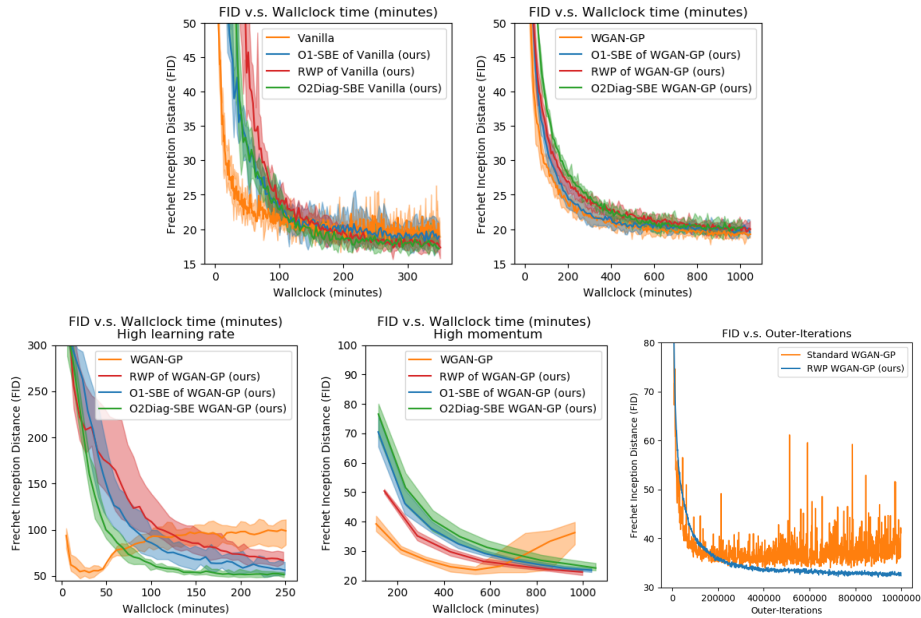 FID v.s. Wallclock time (minutes)
Frechet Inception Distance (FID)
50
45
40
35
30
25
20
15
Vanilla
O1-SBE of Vanilla (ours)
RWP of Vanilla (ours)
O2Diag-SBE Vanilla (ours)
0 100 200 300
Wallclock (minutes)
FID v.s. Wallclock time (minutes)
Frechet Inception Distance (FID)
50
45
40
35
30
25
20
15
WGAN-GP
O1-SBE of WGAN-GP (ours)
RWP of WGAN-GP (ours)
O2Diag-SBE WGAN-GP (ours)
0 200 400 600 800 1000
Wallclock (minutes)
FID v.s. Wallclock time (minutes)
High learning rate
Frechet Inception Distance (FID)
300
250
200
150
100
50
WGAN-GP
RWP of WGAN-GP (ours)
O1-SBE of WGAN-GP (ours)
O2Diag-SBE WGAN-GP (ours)
0 50 100 150 200 250
Wallclock (minutes)
FID v.s. Wallclock time (minutes)
High momentum
Frechet Inception Distance (FID)
100
90
80
70
60
50
40
30
20
WGAN-GP
RWP of WGAN-GP (ours)
O1-SBE of WGAN-GP (ours)
O2Diag-SBE WGAN-GP (ours)
200 400 600 800 1000
Wallclock (minutes)
FID v.s. Outer-Iterations
Frechet Inception Distance (FID)
80
70
60
50
40
30
Standard WGAN-GP
RWP WGAN-GP (ours)
0 200000 400000 600000 800000 1000000
Outer-Iterations